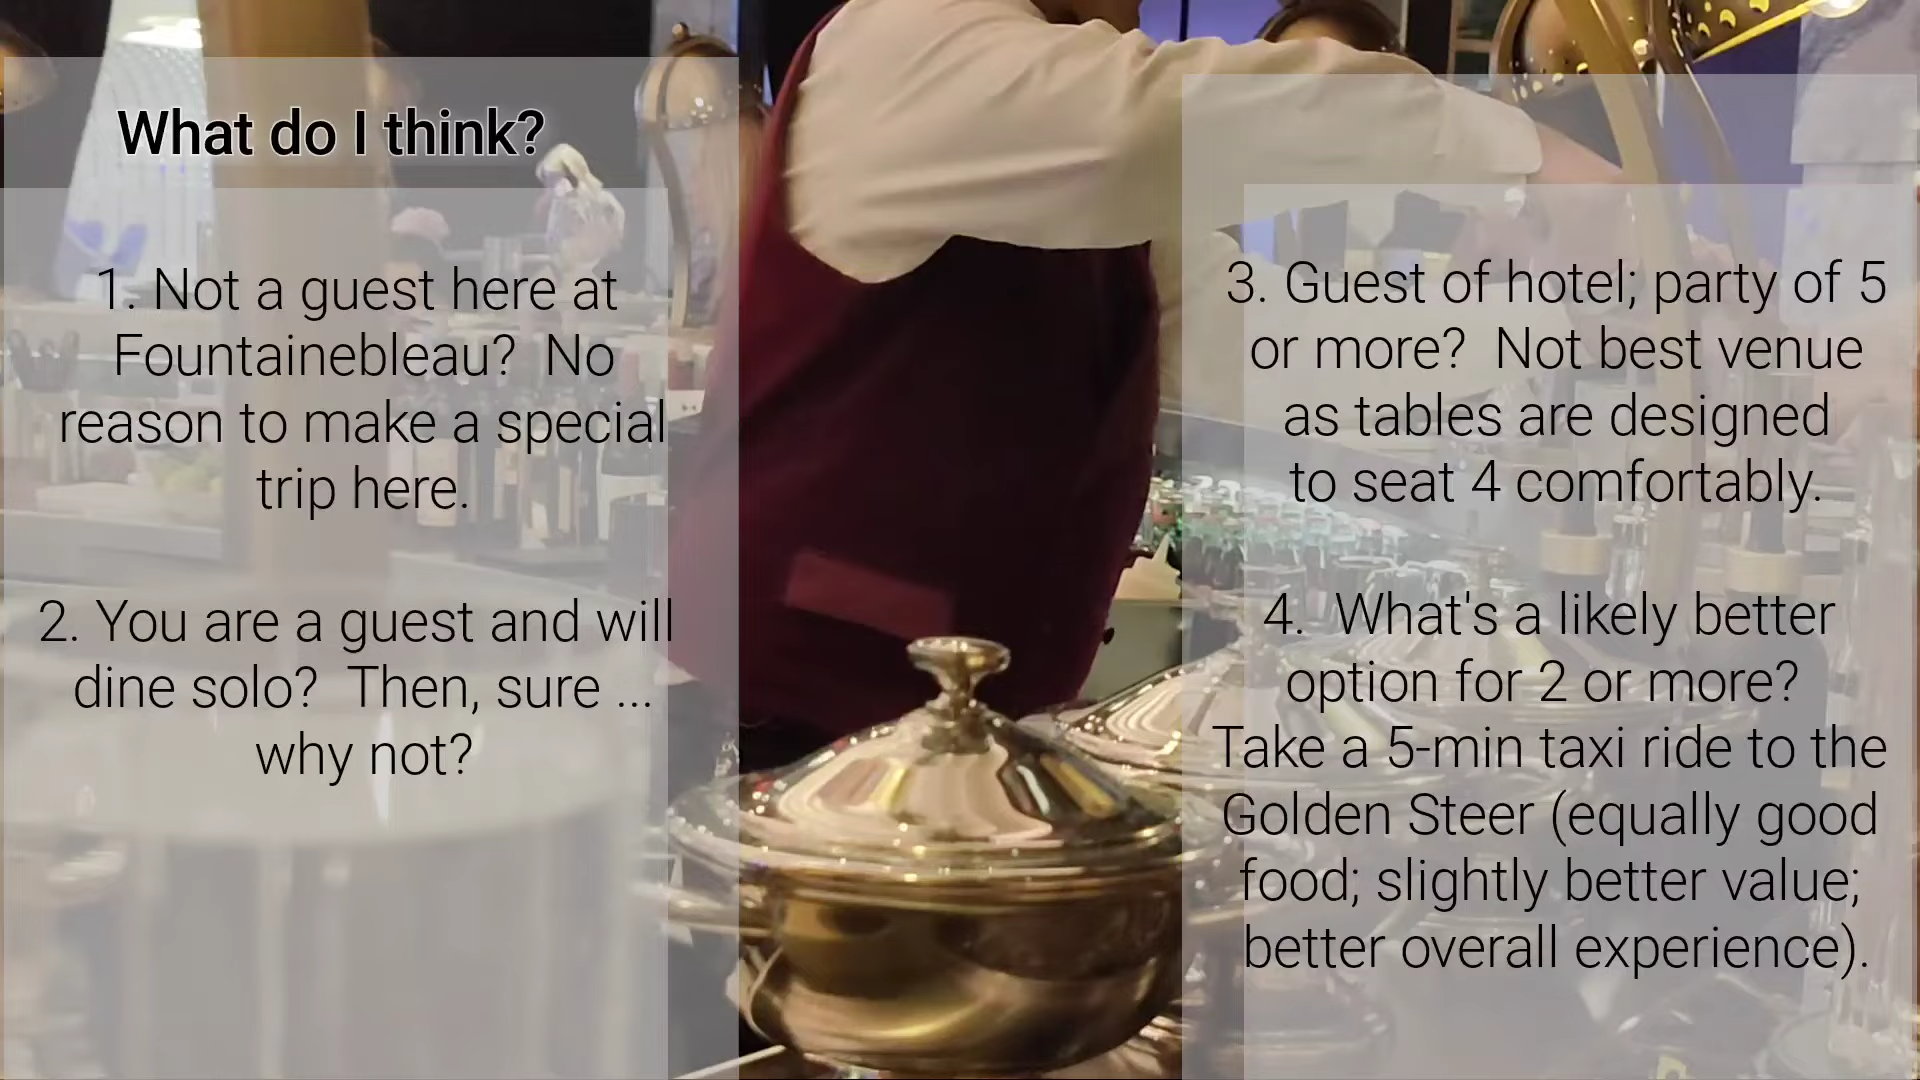 What do I think?
1. Not a guest here at
Fountainebleau?  No
reason to make a special
trip here.
2. You are a guest and will
dine solo?  Then, sure ...
why not?
3. Guest of hotel; party of 5
or more?  Not best venue
as tables are designed
to seat 4 comfortably.
4.  What's a likely better
option for 2 or more?
Take a 5-min taxi ride to the
Golden Steer (equally good
food; slightly better value;
better overall experience).